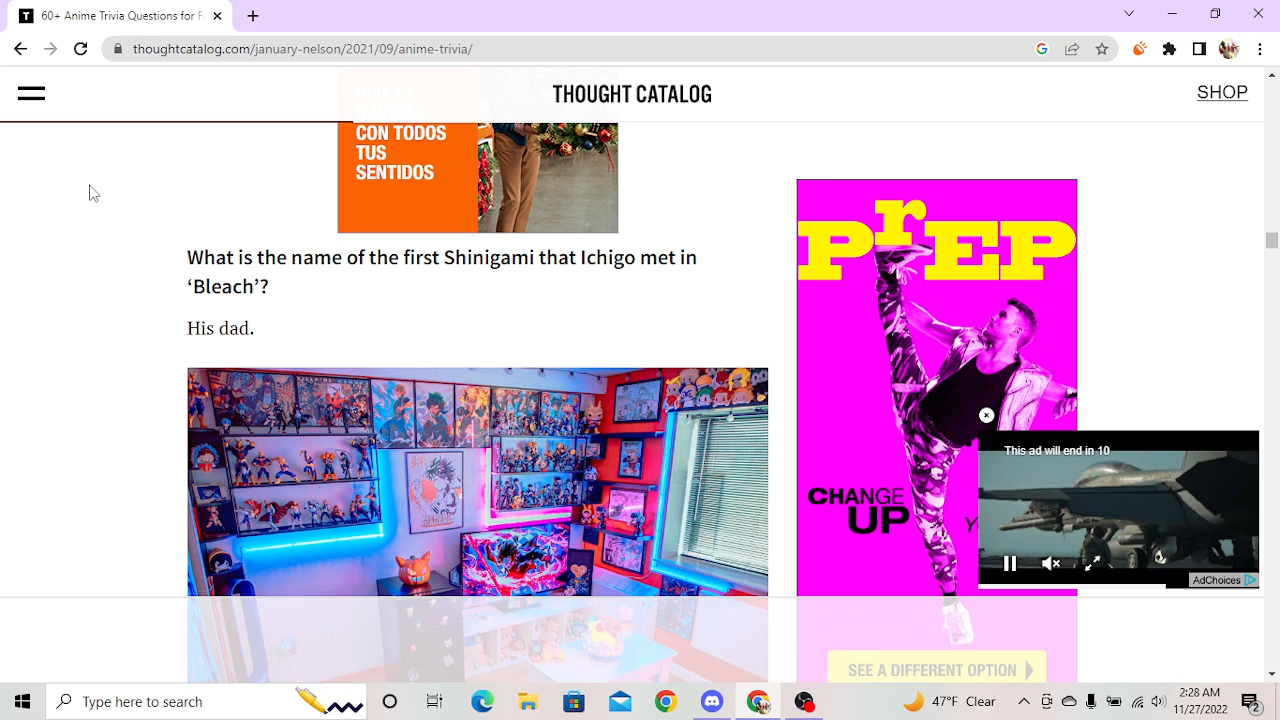 60+ Anime Trivia Questions for F
thoughtcatalog.com/january-nelson/2021/09/anime-trivia/
THOUGHT CATALOG
SHOP
VIVE LA
CON TODOS
TUS
SENTIDOS
What is the name of the first Shinigami that Ichigo met in
‘Bleach’?
His dad.
PrEP
CHANGE
UP
This ad will end in 10
AdChoices
SEE A DIFFERENT OPTION
Type here to search
47°F Clear
2:28 AM
11/27/2022
2